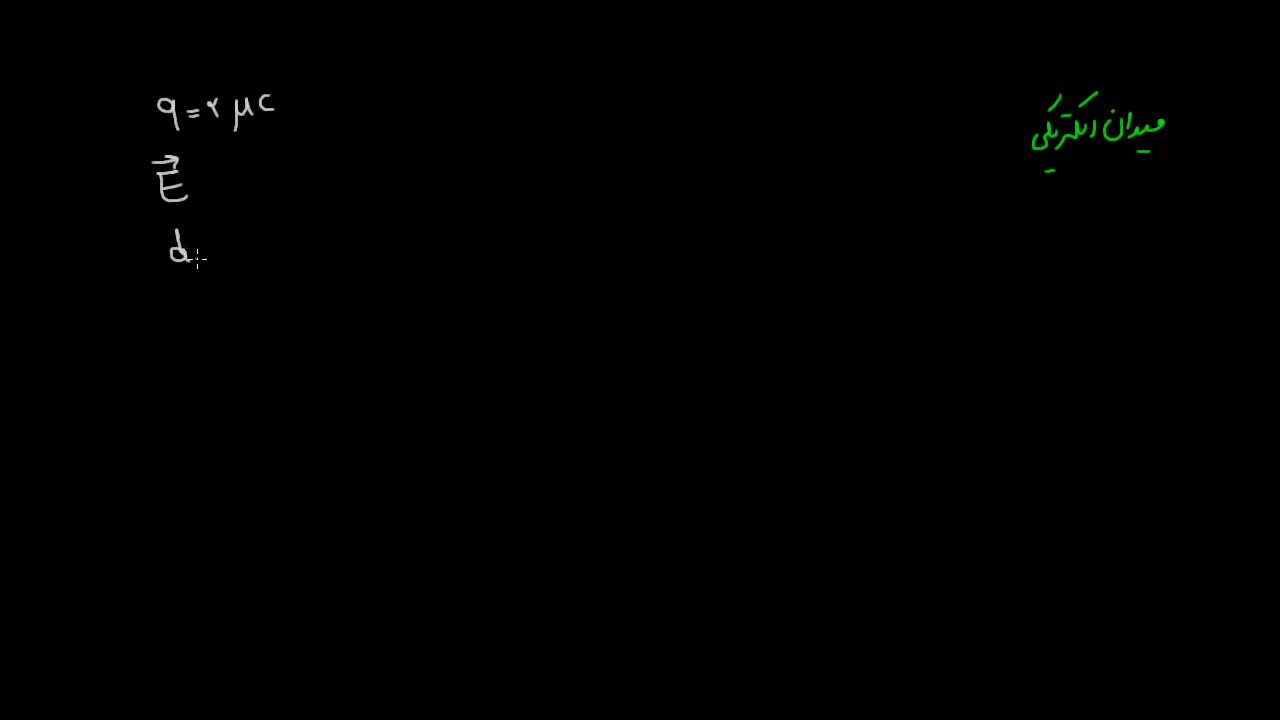 میدان الکتریکی
q = ۲ μC
E⃗
d